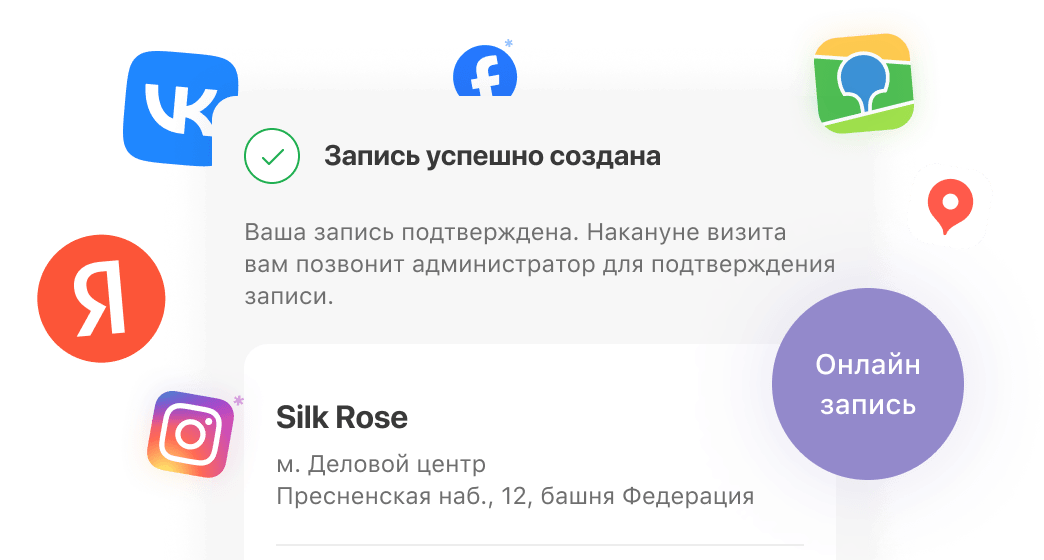 Запись успешно создана
Ваша запись подтверждена. Накануне визита
вам позвонит администратор для подтверждения
записи.
Я
Онлайн
запись
Silk Rose
м. Деловой центр
Пресненская наб., 12, башня Федерация